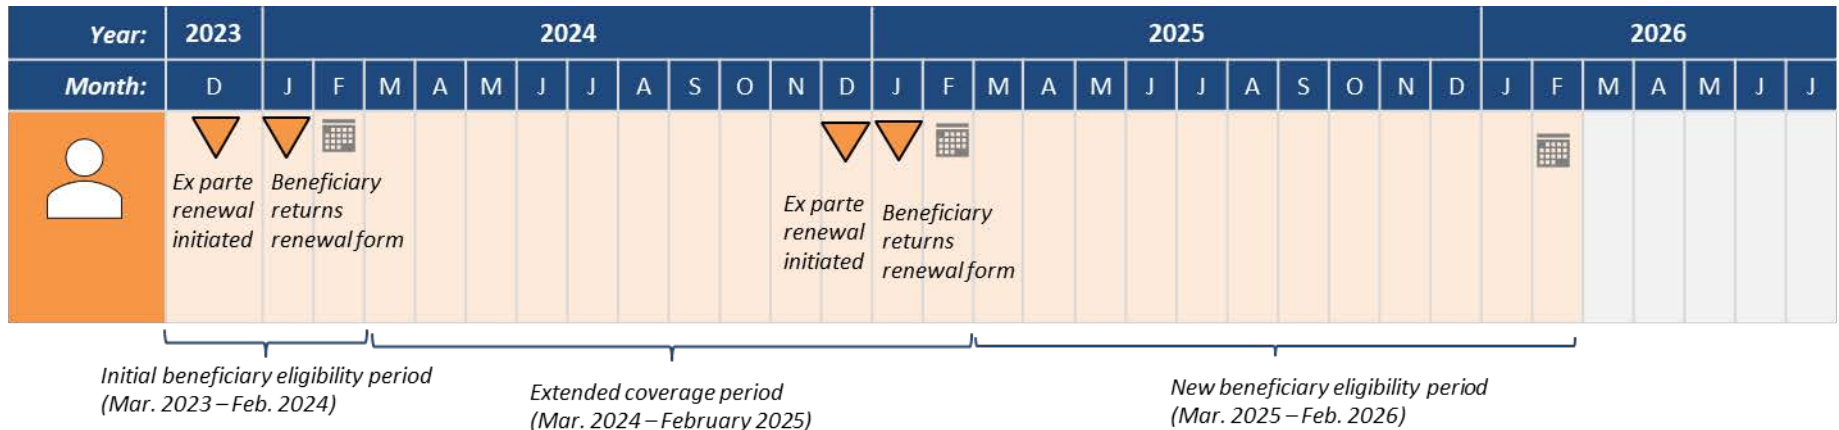 Year: 2023 2024 2025 2026
Month: D J F M A M J J A S O N D J F M A M J J A S O N D J F M A M J J
Ex parte
renewal
initiated
Beneficiary
returns
renewal form
Ex parte
renewal
initiated
Beneficiary
returns
renewal form
Initial beneficiary eligibility period
(Mar. 2023 – Feb. 2024)
Extended coverage period
(Mar. 2024 – February 2025)
New beneficiary eligibility period
(Mar. 2025 – Feb. 2026)